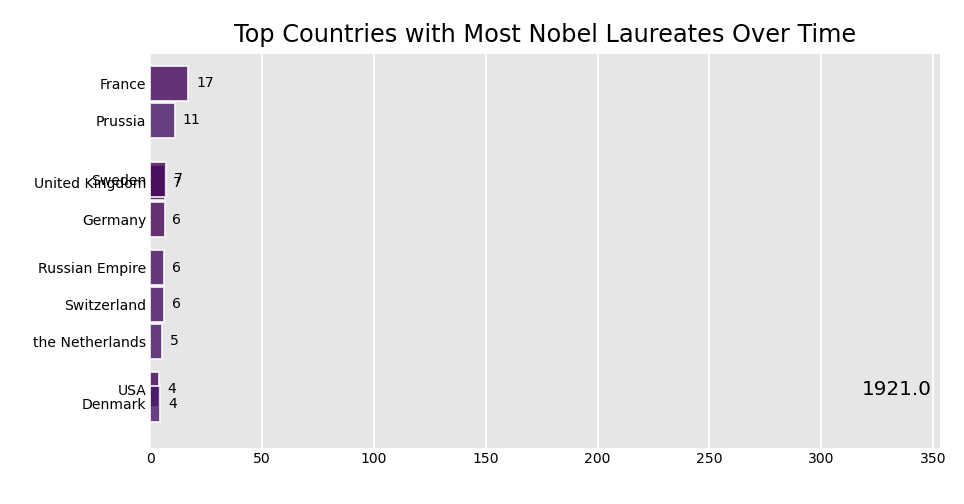 Top Countries with Most Nobel Laureates Over Time
France 17
Prussia 11
Sweden 7
United Kingdom 7
Germany 6
Russian Empire 6
Switzerland 6
the Netherlands 5
USA 4
1921.0
Denmark 4
0 50 100 150 200 250 300 350